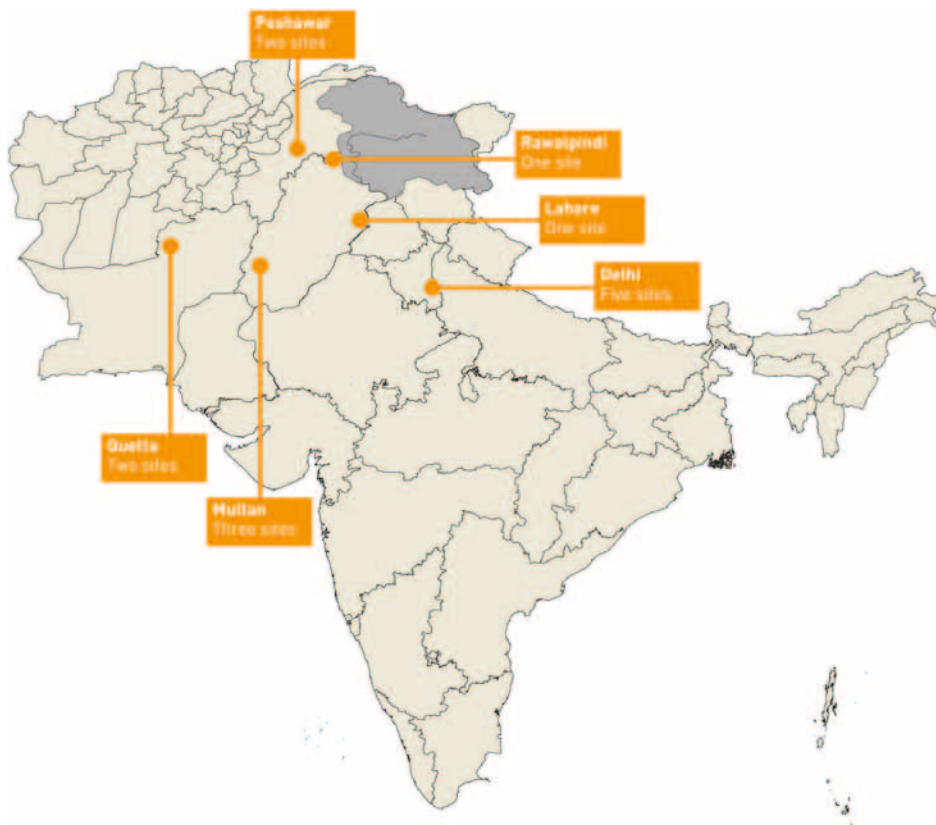 Peshawar
Two sites
Rawalpindi
One site
Lahore
One site
Delhi
Five sites
Quetta
Two sites
Multan
Three sites